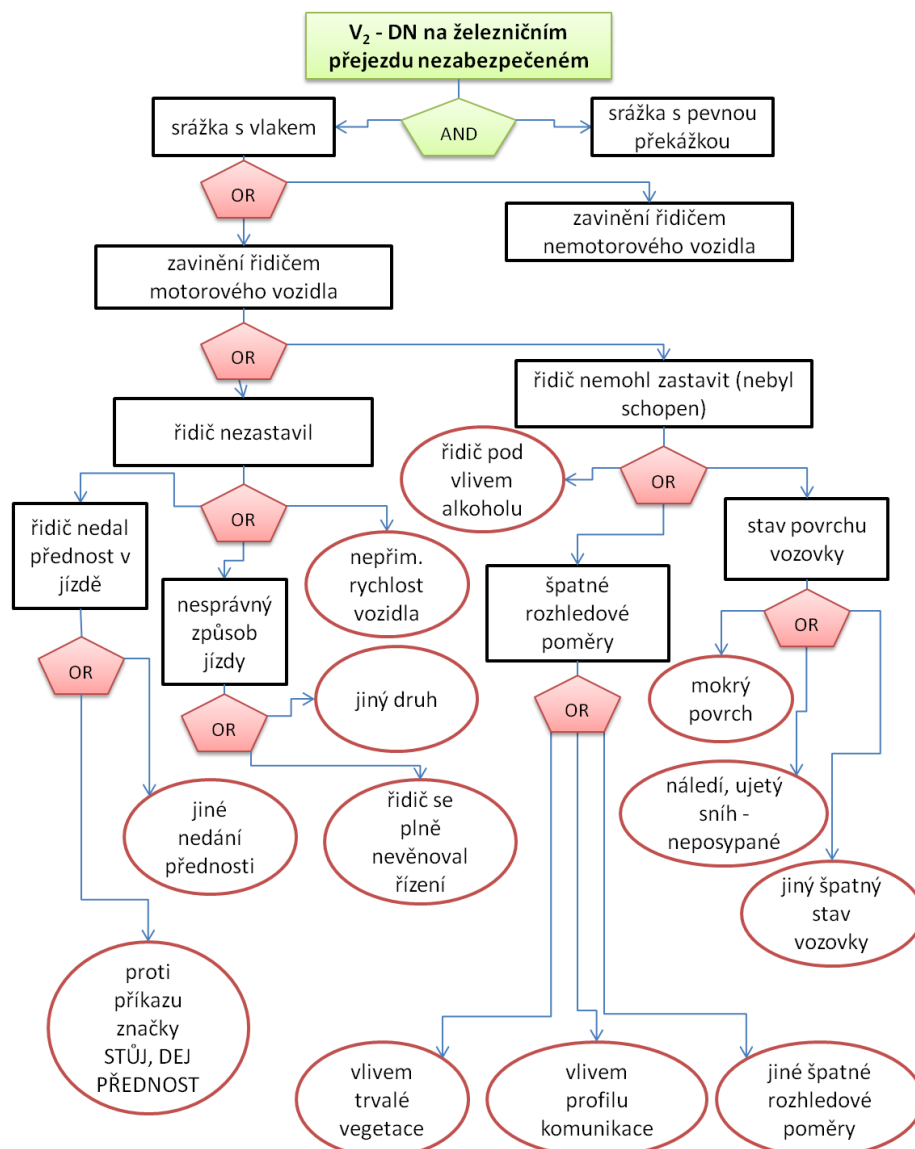 V₂ - DN na železničním
přejezdu nezabezpečeném
srážka s vlakem
AND
srážka s pevnou
překážkou
OR
zavinění řidičem
nemotorového vozidla
zavinění řidičem
motorového vozidla
OR
řidič nemohl zastavit (nebyl
schopen)
řidič nezastavil
řidič pod
vlivem
alkoholu
OR
OR
řidič nedal
přednost v
jízdě
stav povrchu
vozovky
nepřim.
rychlost
vozidla
nesprávný
způsob
jízdy
špatné
rozhledové
poměry
OR
OR
mokrý
povrch
jiný druh
OR
OR
náledí, ujetý
sníh -
neposypané
jiné
nedání
přednosti
řidič se
plně
nevěnoval
řízení
jiný špatný
stav
vozovky
proti
příkazu
značky
STŮJ, DEJ
PŘEDNOST
vlivem
trvalé
vegetace
vlivem
profilu
komunikace
jiné špatné
rozhledové
poměry